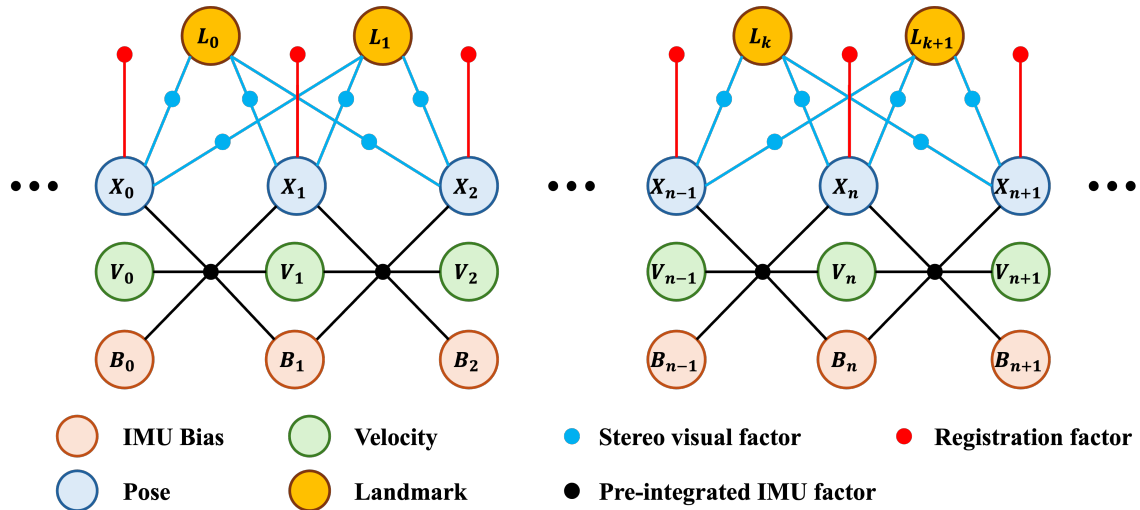 L₀ L₁ Lₖ Lₖ₊₁
••• X₀ X₁ X₂ ••• Xₙ₋₁ Xₙ Xₙ₊₁ •••
V₀ V₁ V₂ Vₙ₋₁ Vₙ Vₙ₊₁
B₀ B₁ B₂ Bₙ₋₁ Bₙ Bₙ₊₁
IMU Bias Velocity Stereo visual factor Registration factor
Pose Landmark Pre-integrated IMU factor